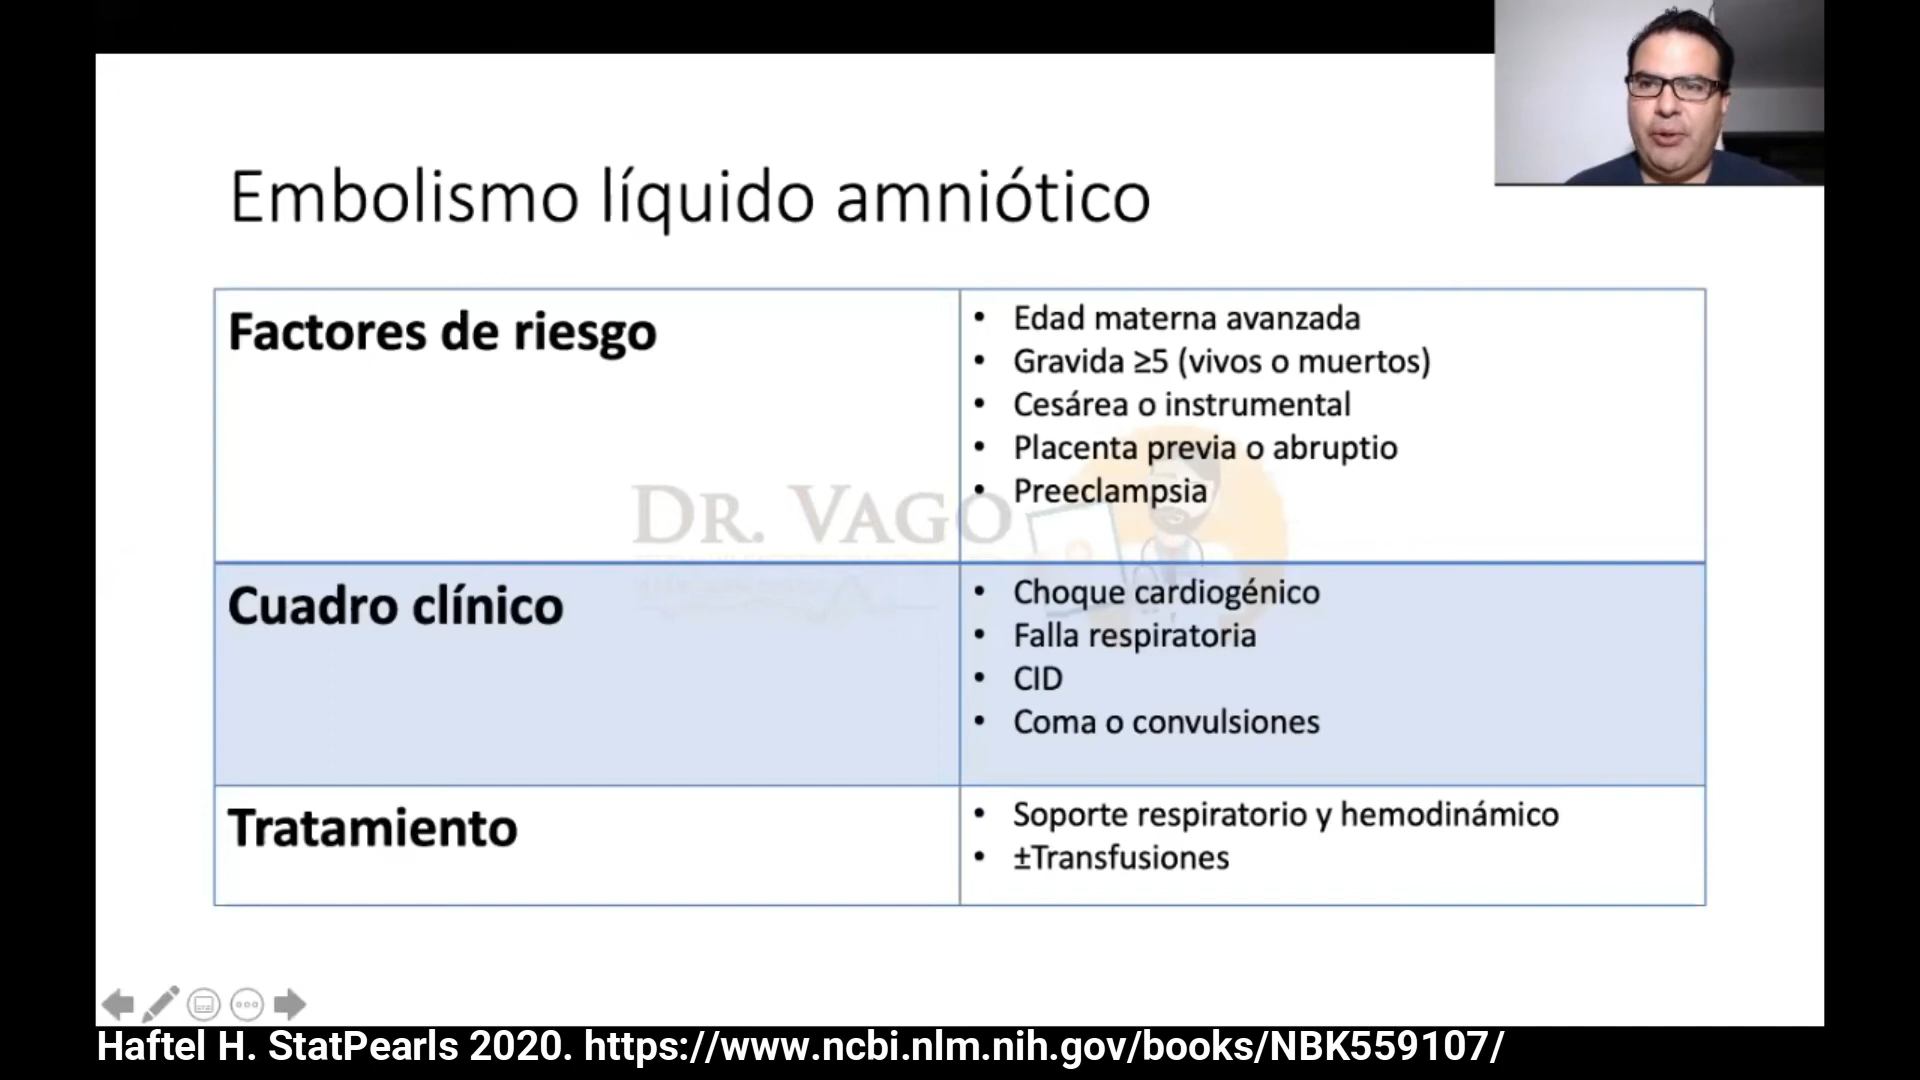 Embolismo líquido amniótico
Factores de riesgo
• Edad materna avanzada
• Gravida ≥5 (vivos o muertos)
• Cesárea o instrumental
• Placenta previa o abruptio
• Preeclampsia
DR. VAGO
Cuadro clínico
• Choque cardiogénico
• Falla respiratoria
• CID
• Coma o convulsiones
Tratamiento
• Soporte respiratorio y hemodinámico
• ±Transfusiones
Haftel H. StatPearls 2020. https://www.ncbi.nlm.nih.gov/books/NBK559107/